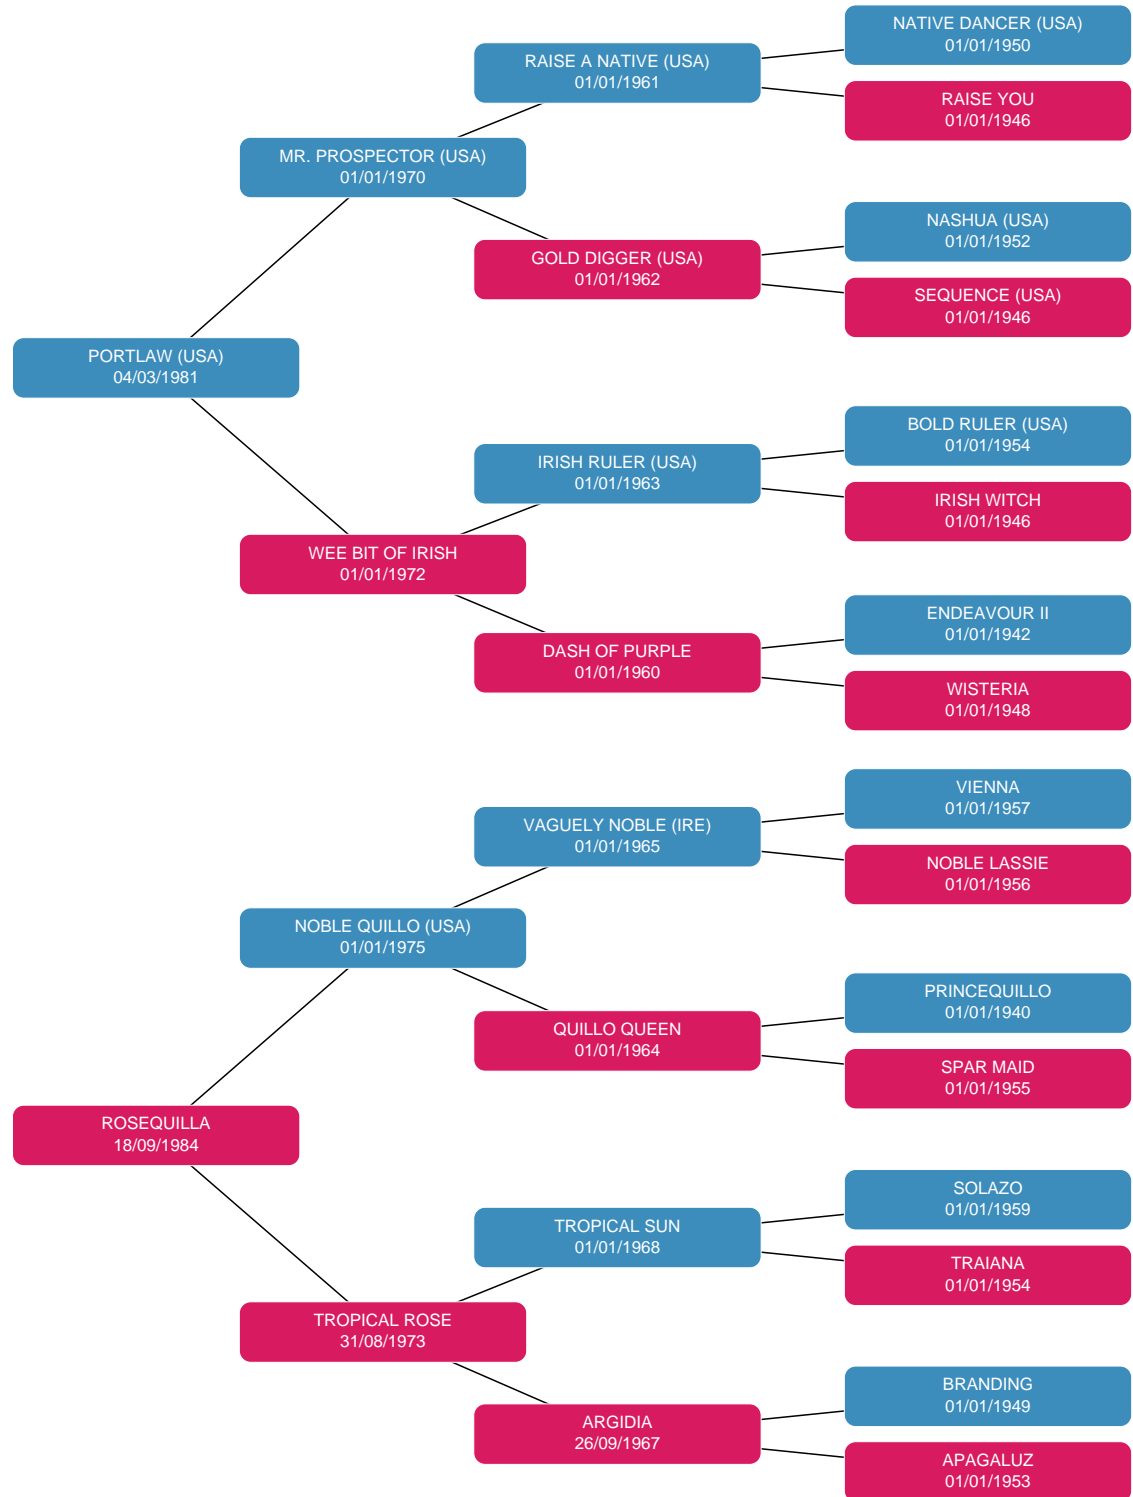 NATIVE DANCER (USA)
01/01/1950
RAISE A NATIVE (USA)
01/01/1961
RAISE YOU
01/01/1946
MR. PROSPECTOR (USA)
01/01/1970
NASHUA (USA)
01/01/1952
GOLD DIGGER (USA)
01/01/1962
SEQUENCE (USA)
01/01/1946
PORTLAW (USA)
04/03/1981
BOLD RULER (USA)
01/01/1954
IRISH RULER (USA)
01/01/1963
IRISH WITCH
01/01/1946
WEE BIT OF IRISH
01/01/1972
ENDEAVOUR II
01/01/1942
DASH OF PURPLE
01/01/1960
WISTERIA
01/01/1948
VIENNA
01/01/1957
VAGUELY NOBLE (IRE)
01/01/1965
NOBLE LASSIE
01/01/1956
NOBLE QUILLO (USA)
01/01/1975
PRINCEQUILLO
01/01/1940
QUILLO QUEEN
01/01/1964
SPAR MAID
01/01/1955
ROSEQUILLA
18/09/1984
SOLAZO
01/01/1959
TROPICAL SUN
01/01/1968
TRAIANA
01/01/1954
TROPICAL ROSE
31/08/1973
BRANDING
01/01/1949
ARGIDIA
26/09/1967
APAGALUZ
01/01/1953